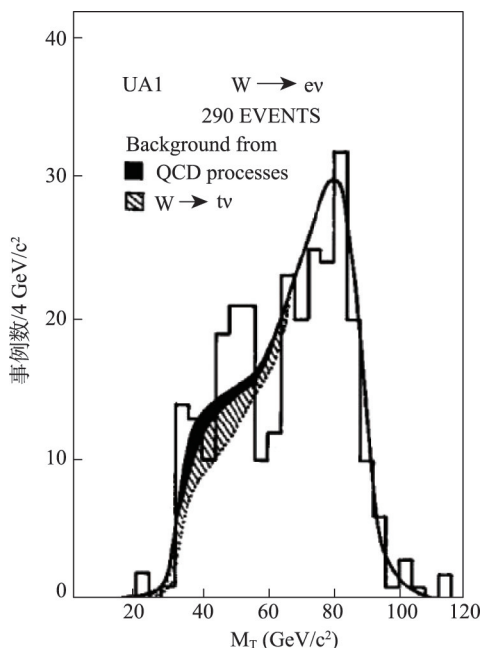 40
30
20
10
0
UA1 W → eν
290 EVENTS
Background from
QCD processes
W → tν
事例数/4 GeV/c²
20 40 60 80 100 120
M_T (GeV/c²)